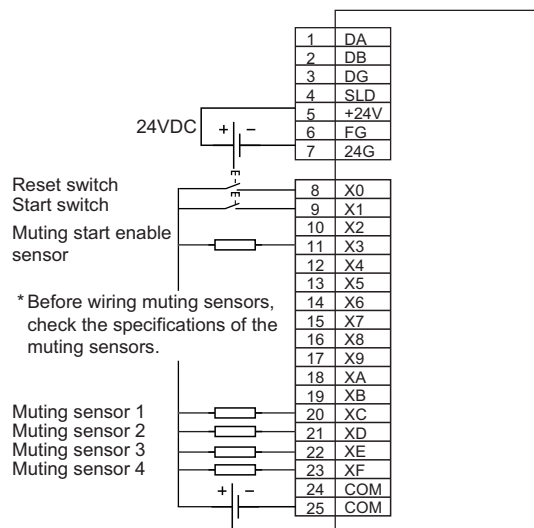 1 DA
2 DB
3 DG
4 SLD
5 +24V
6 FG
7 24G
24VDC + −
Reset switch
Start switch
Muting start enable
sensor
* Before wiring muting sensors,
check the specifications of the
muting sensors.
Muting sensor 1
Muting sensor 2
Muting sensor 3
Muting sensor 4
+ −
8 X0
9 X1
10 X2
11 X3
12 X4
13 X5
14 X6
15 X7
16 X8
17 X9
18 XA
19 XB
20 XC
21 XD
22 XE
23 XF
24 COM
25 COM